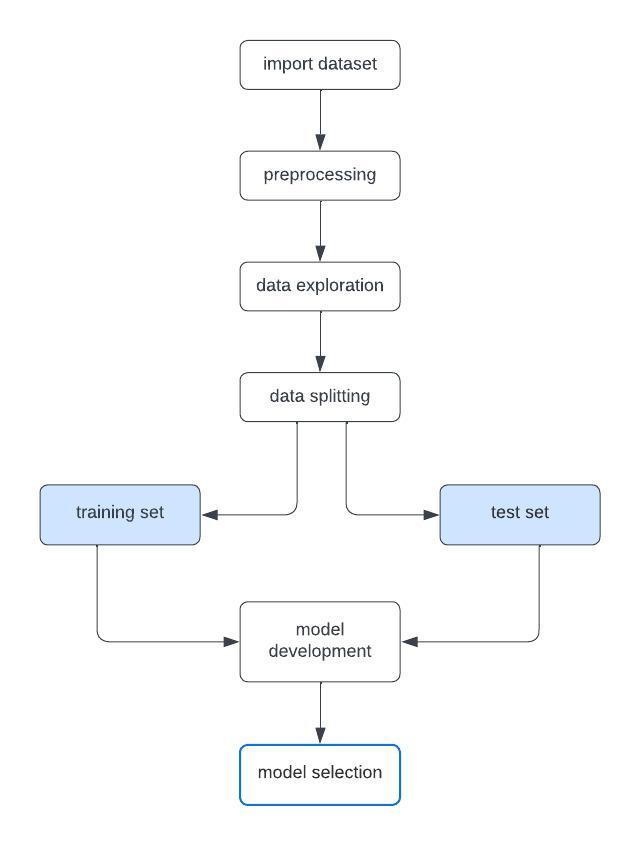 import dataset
preprocessing
data exploration
data splitting
training set
test set
model
development
model selection